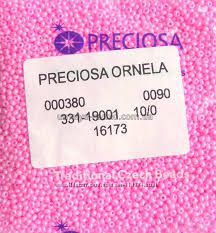 PRECIOSA
PRECIOSA ORNELA
000380 0090
331-19001 10/0
16173
Traditional Czech Beads